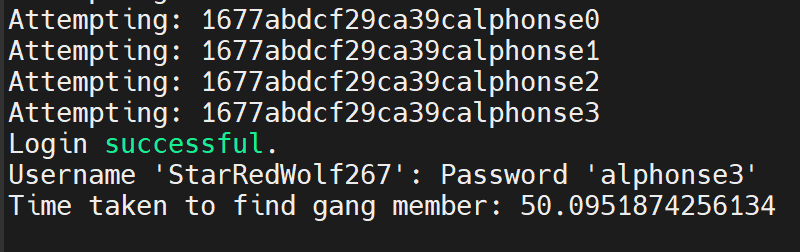 Attempting: 1677abdcf29ca39calphonse0
Attempting: 1677abdcf29ca39calphonse1
Attempting: 1677abdcf29ca39calphonse2
Attempting: 1677abdcf29ca39calphonse3
Login successful.
Username 'StarRedWolf267': Password 'alphonse3'
Time taken to find gang member: 50.0951874256134